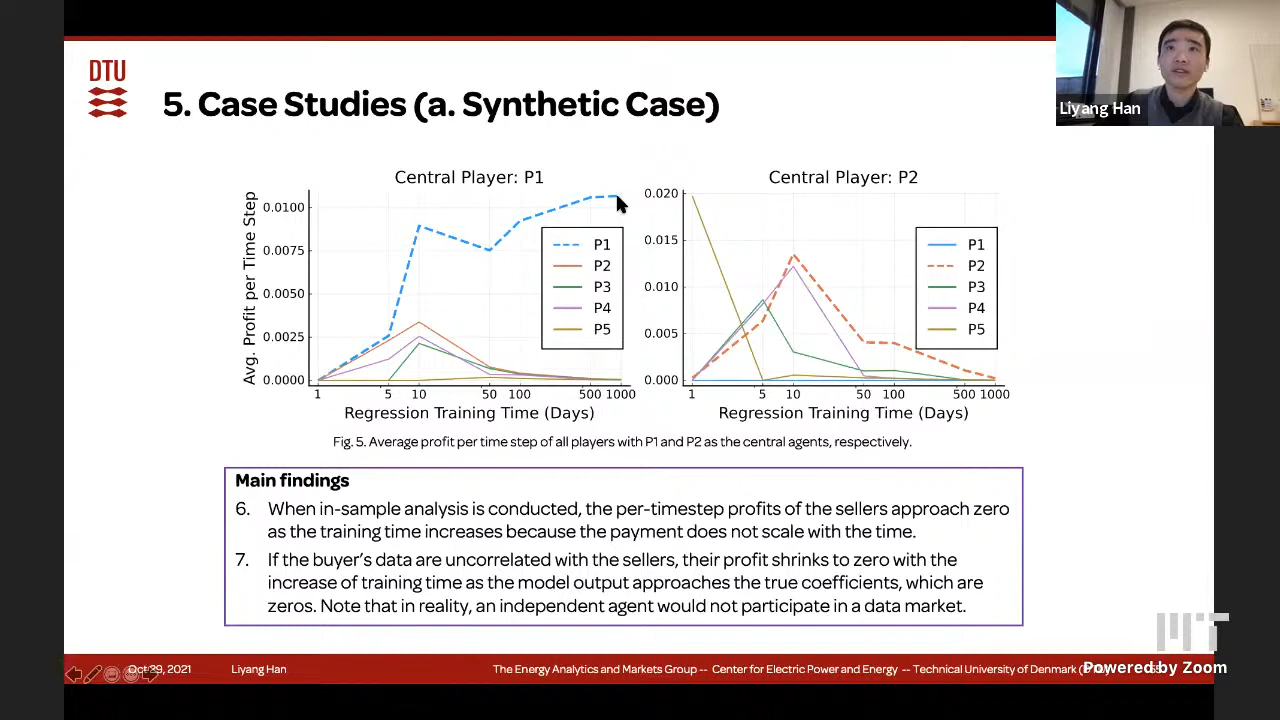 Liyang Han
DTU
5. Case Studies (a. Synthetic Case)
Central Player: P1
Avg. Profit per Time Step
0.0100
0.0075
0.0050
0.0025
0.0000
P1
P2
P3
P4
P5
1 5 10 50 100 500 1000
Regression Training Time (Days)
Central Player: P2
0.020
0.015
0.010
0.005
0.000
P1
P2
P3
P4
P5
1 5 10 50 100 500 1000
Regression Training Time (Days)
Fig. 5. Average profit per time step of all players with P1 and P2 as the central agents, respectively.
Main findings
6. When in-sample analysis is conducted, the per-timestep profits of the sellers approach zero
as the training time increases because the payment does not scale with the time.
7. If the buyer's data are uncorrelated with the sellers, their profit shrinks to zero with the
increase of training time as the model output approaches the true coefficients, which are
zeros. Note that in reality, an independent agent would not participate in a data market.
MIT
Oct 29, 2021 Liyang Han The Energy Analytics and Markets Group -- Center for Electric Power and Energy -- Technical University of Denmark
Powered by Zoom